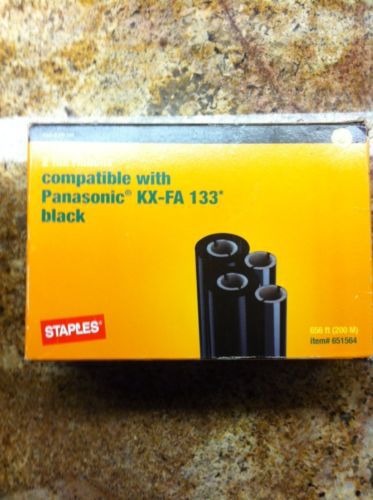 compatible with
Panasonic® KX-FA 133*
black
STAPLES®
656 ft (200 M)
item# 651564